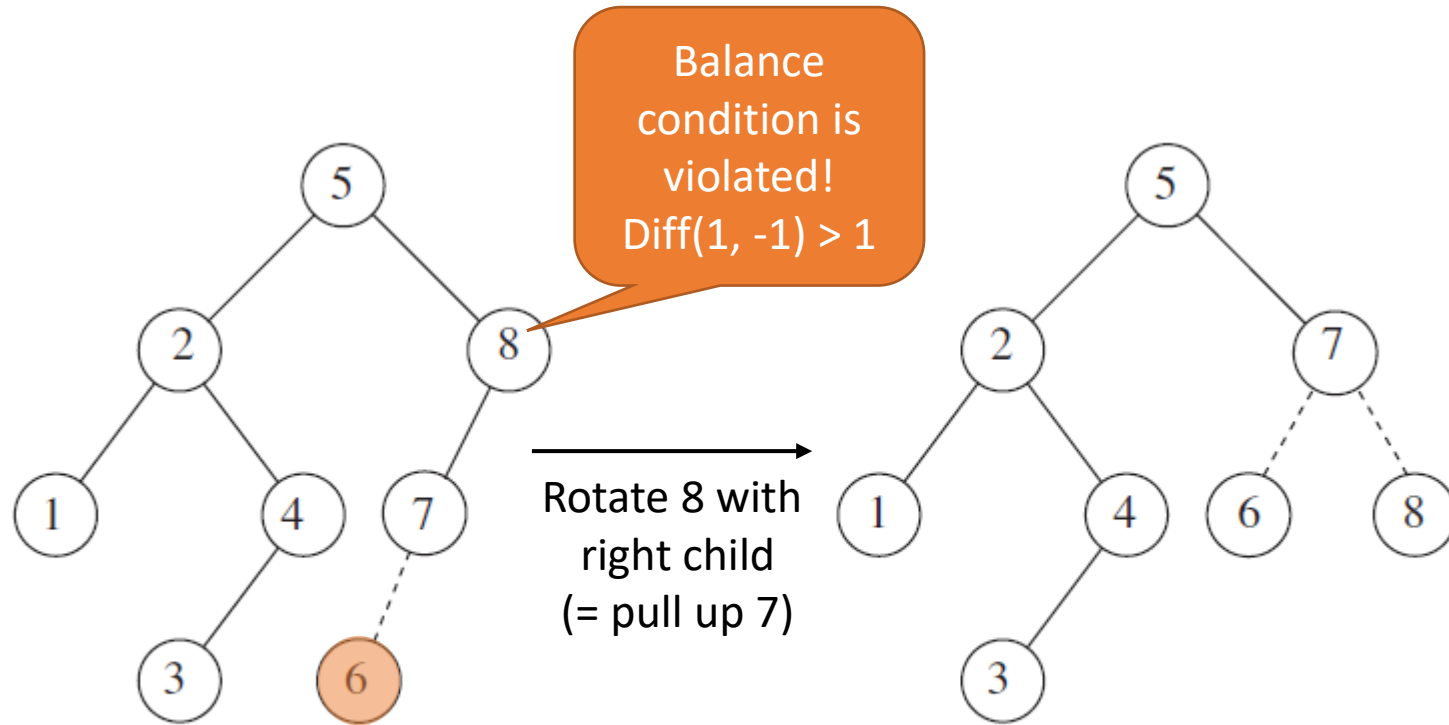 Balance
condition is
violated!
Diff(1, -1) > 1
5
2
8
1
4
7
3
6
Rotate 8 with
right child
(= pull up 7)
5
2
7
1
4
6
8
3